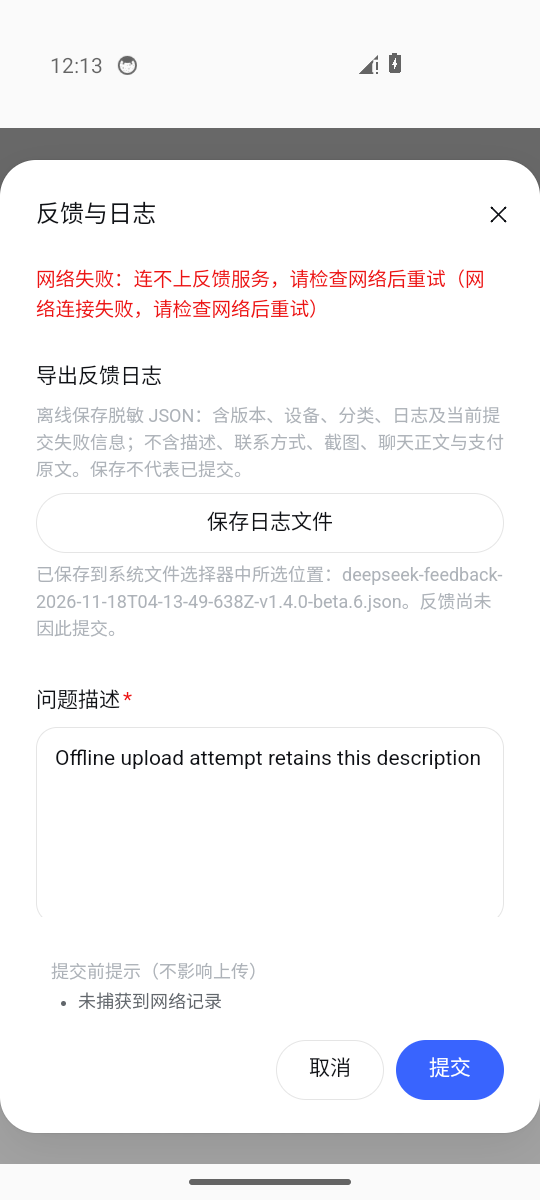 12:13
反馈与日志
网络失败：连不上反馈服务，请检查网络后重试（网
络连接失败，请检查网络后重试）
导出反馈日志
离线保存脱敏 JSON：含版本、设备、分类、日志及当前提
交失败信息；不含描述、联系方式、截图、聊天正文与支付
原文。保存不代表已提交。
保存日志文件
已保存到系统文件选择器中所选位置：deepseek-feedback-
2026-11-18T04-13-49-638Z-v1.4.0-beta.6.json。反馈尚未
因此提交。
问题描述*
Offline upload attempt retains this description
提交前提示（不影响上传）
• 未捕获到网络记录
取消
提交